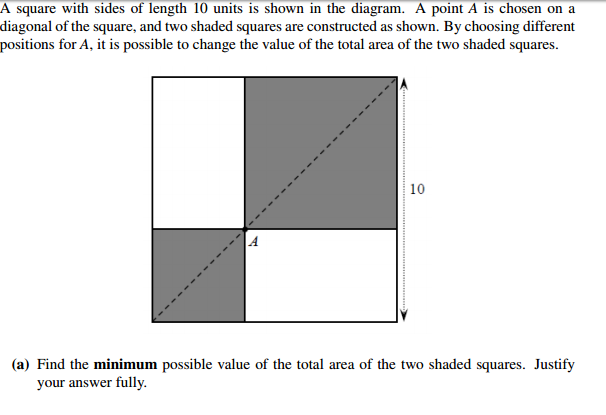 A square with sides of length 10 units is shown in the diagram. A point A is chosen on a
diagonal of the square, and two shaded squares are constructed as shown. By choosing different
positions for A, it is possible to change the value of the total area of the two shaded squares.
10
A
(a) Find the minimum possible value of the total area of the two shaded squares. Justify
your answer fully.